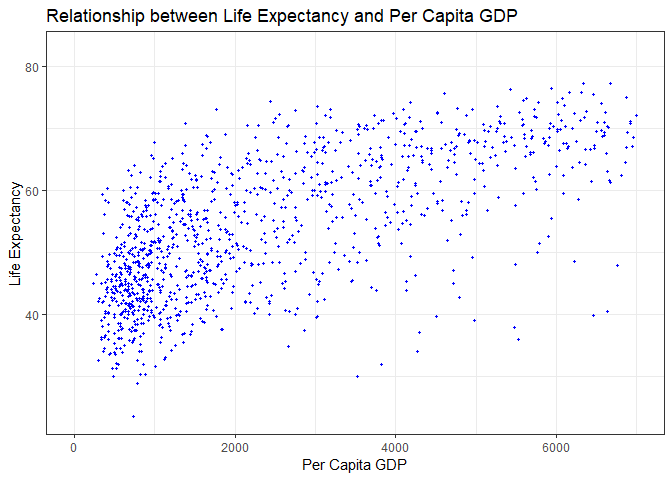 Relationship between Life Expectancy and Per Capita GDP
80
60
40
Life Expectancy
0 2000 4000 6000
Per Capita GDP